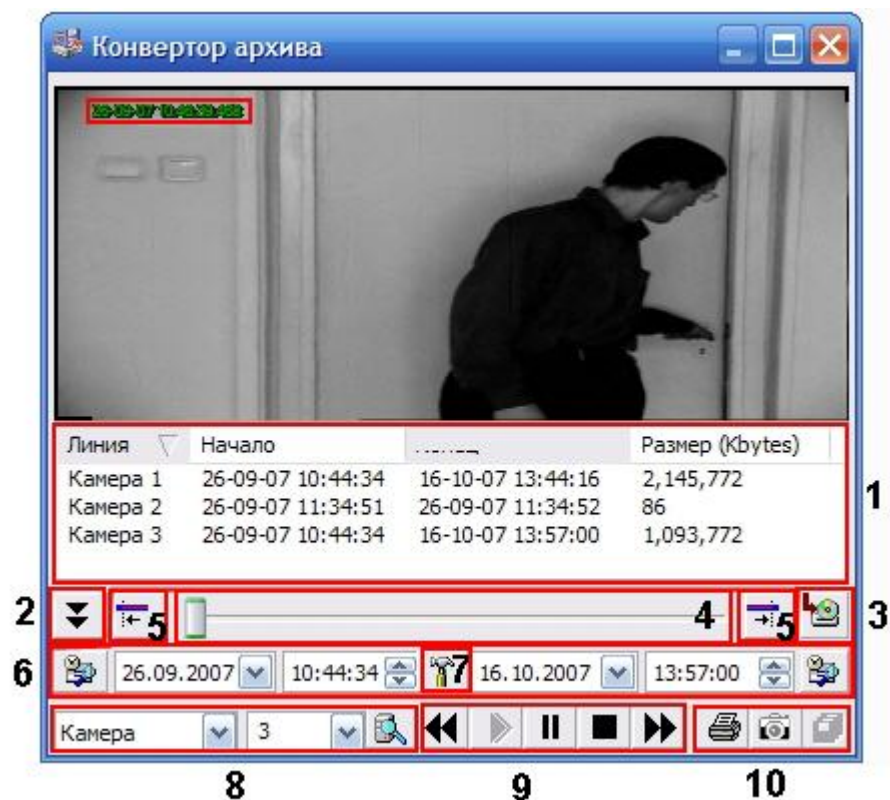 Конвертор архива
Линия Начало Размер (Kbytes)
Камера 1 26-09-07 10:44:34 16-10-07 13:44:16 2,145,772
Камера 2 26-09-07 11:34:51 26-09-07 11:34:52 86
Камера 3 26-09-07 10:44:34 16-10-07 13:57:00 1,093,772
1
2 5 4 5 3
6 26.09.2007 10:44:34 7 16.10.2007 13:57:00
Камера 3
8 9 10